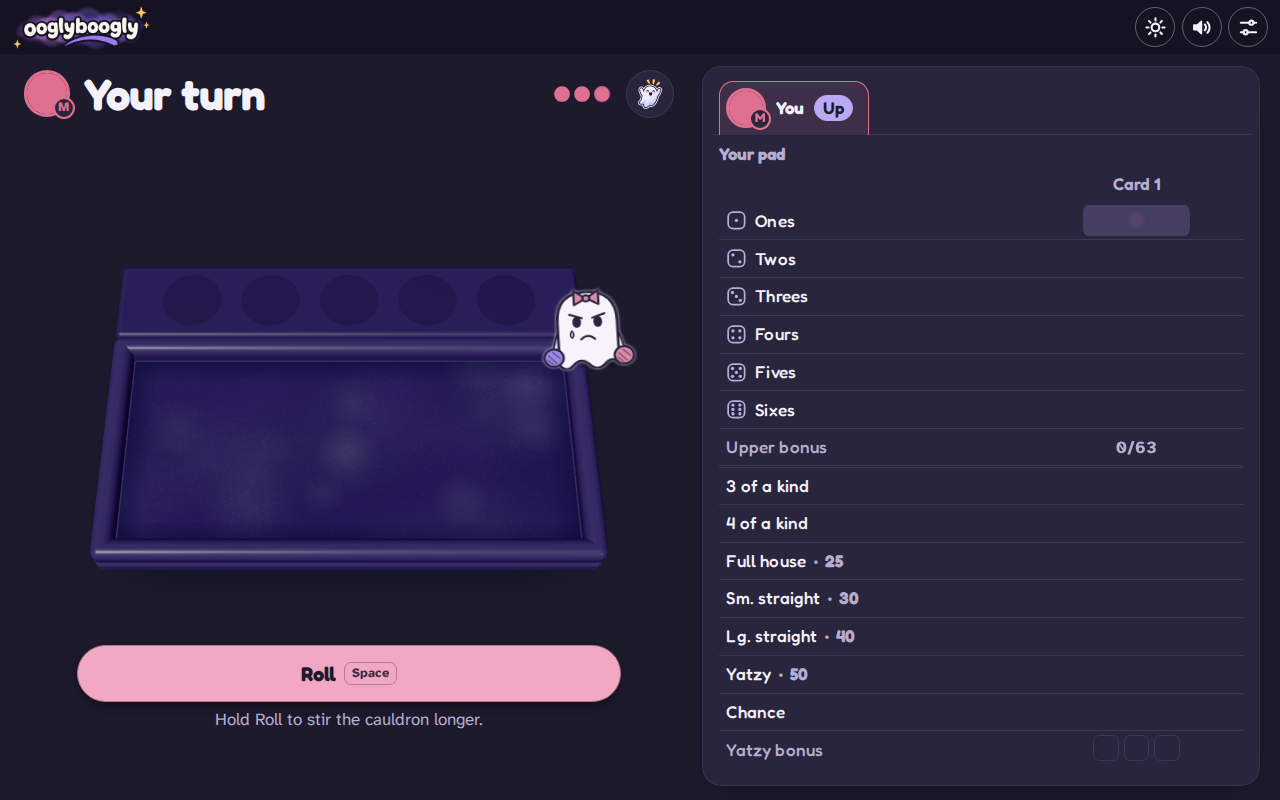 ooglyboogly
M
Your turn
M
You Up
Your pad
Card 1
Ones
Twos
Threes
Fours
Fives
Sixes
Upper bonus 0/63
3 of a kind
4 of a kind
Full house • 25
Sm. straight • 30
Lg. straight • 40
Yatzy • 50
Chance
Yatzy bonus
Roll Space
Hold Roll to stir the cauldron longer.